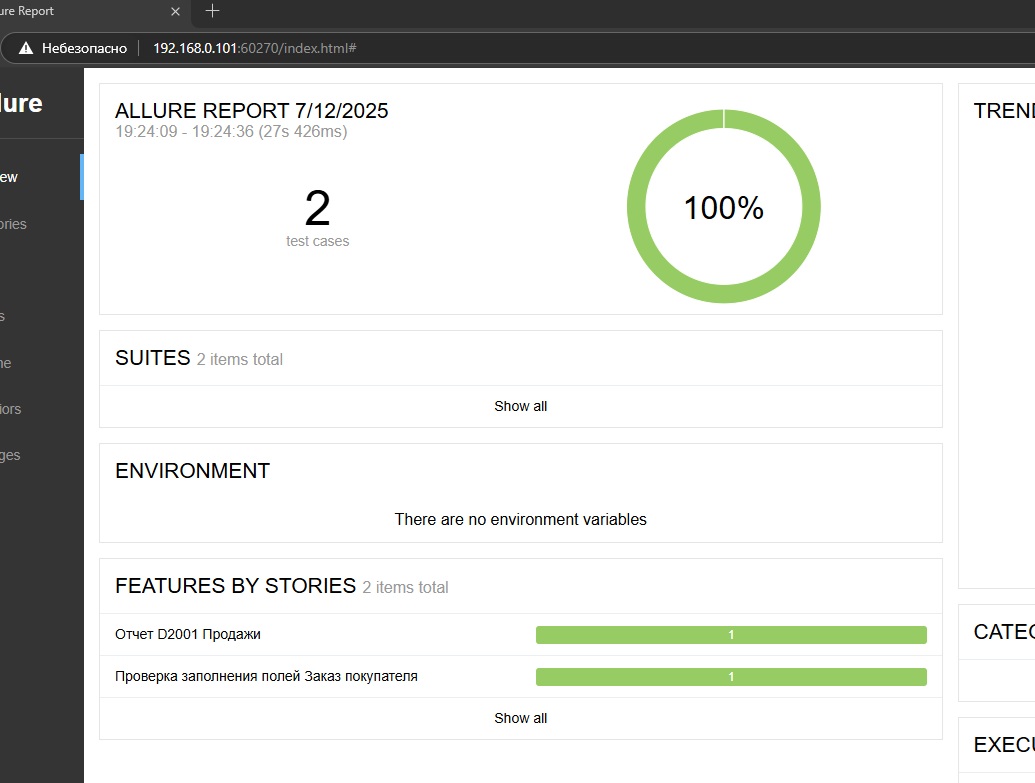 ure Report
Небезопасно 192.168.0.101:60270/index.html#
lure
ew
ories
s
ne
iors
ges
ALLURE REPORT 7/12/2025
19:24:09 - 19:24:36 (27s 426ms)
2
test cases
100%
SUITES 2 items total
Show all
ENVIRONMENT
There are no environment variables
FEATURES BY STORIES 2 items total
Отчет D2001 Продажи 1
Проверка заполнения полей Заказ покупателя 1
Show all
TREND
CATEG
EXECU